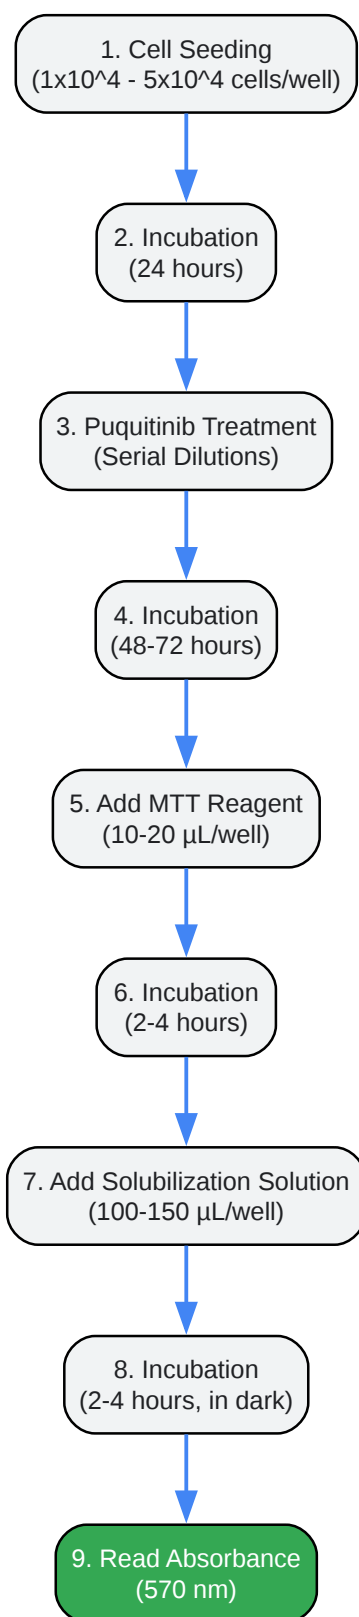 1. Cell Seeding
(1x10^4 - 5x10^4 cells/well)
2. Incubation
(24 hours)
3. Puquitinib Treatment
(Serial Dilutions)
4. Incubation
(48-72 hours)
5. Add MTT Reagent
(10-20 µL/well)
6. Incubation
(2-4 hours)
7. Add Solubilization Solution
(100-150 µL/well)
8. Incubation
(2-4 hours, in dark)
9. Read Absorbance
(570 nm)